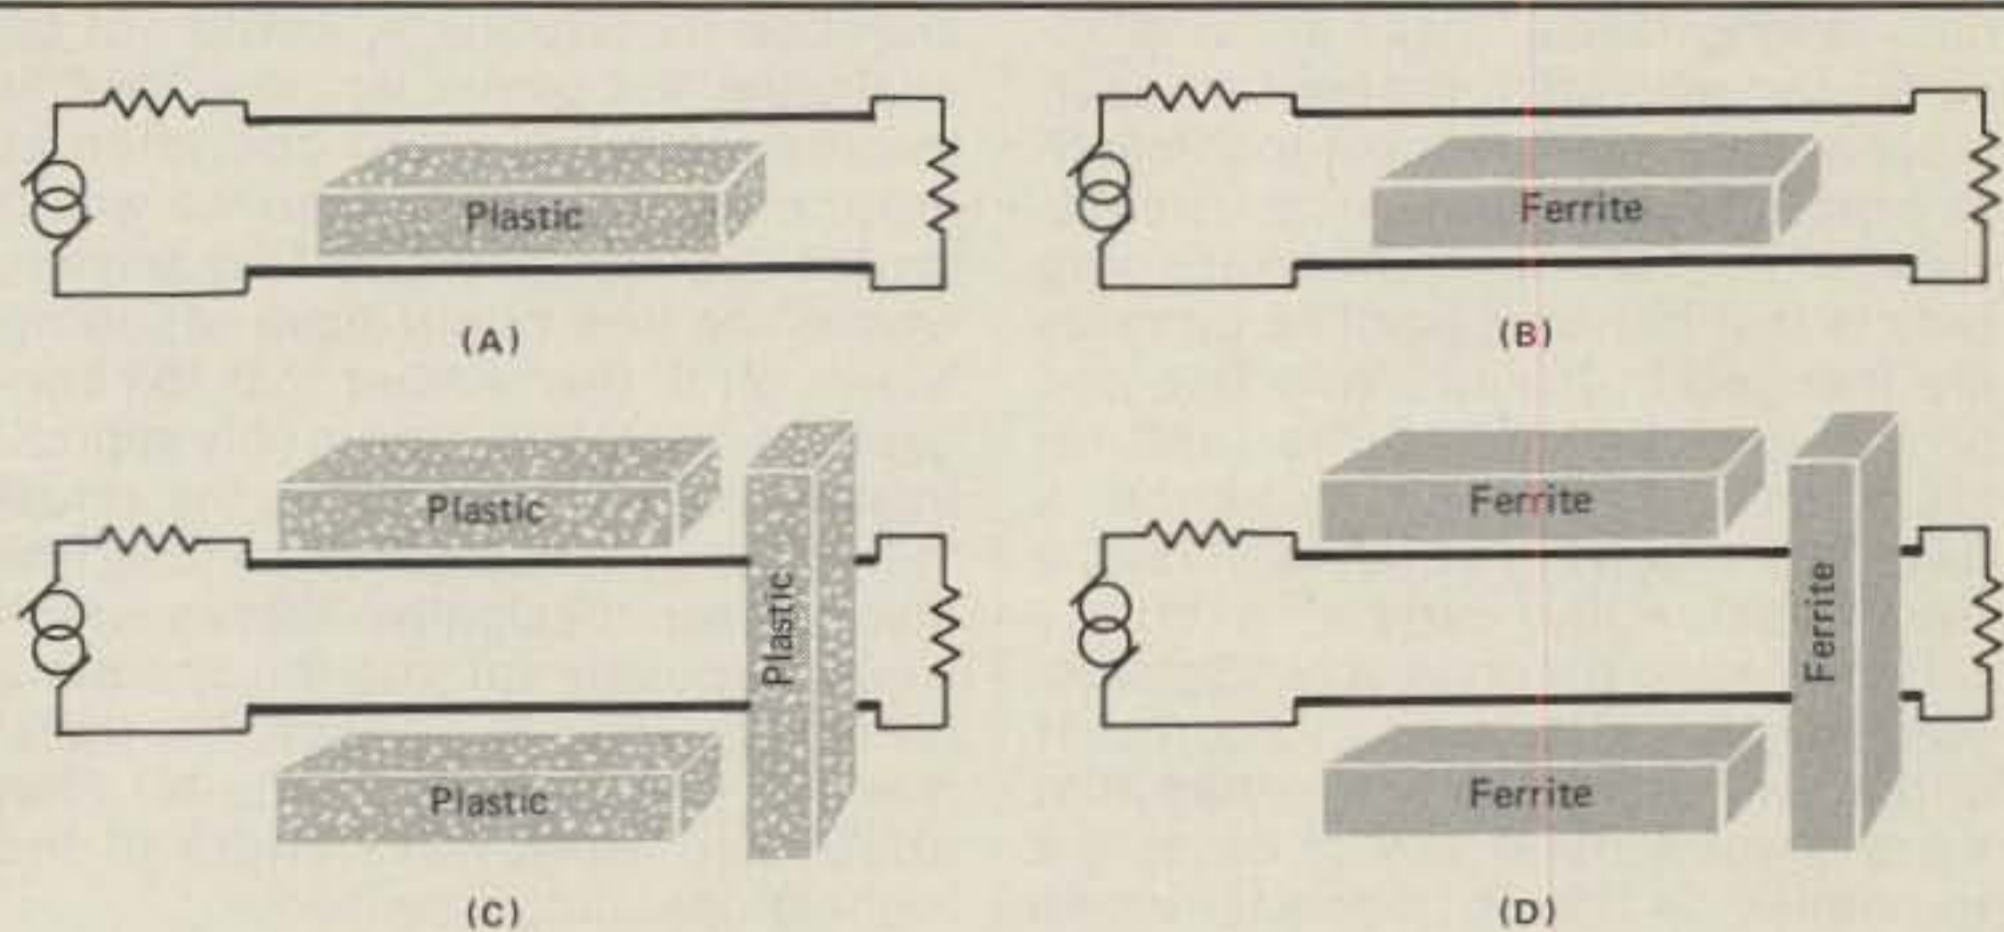 Plastic
Ferrite
(A)
(B)
Plastic
Plastic
Plastic
(C)
Ferrite
Ferrite
Ferrite
(D)